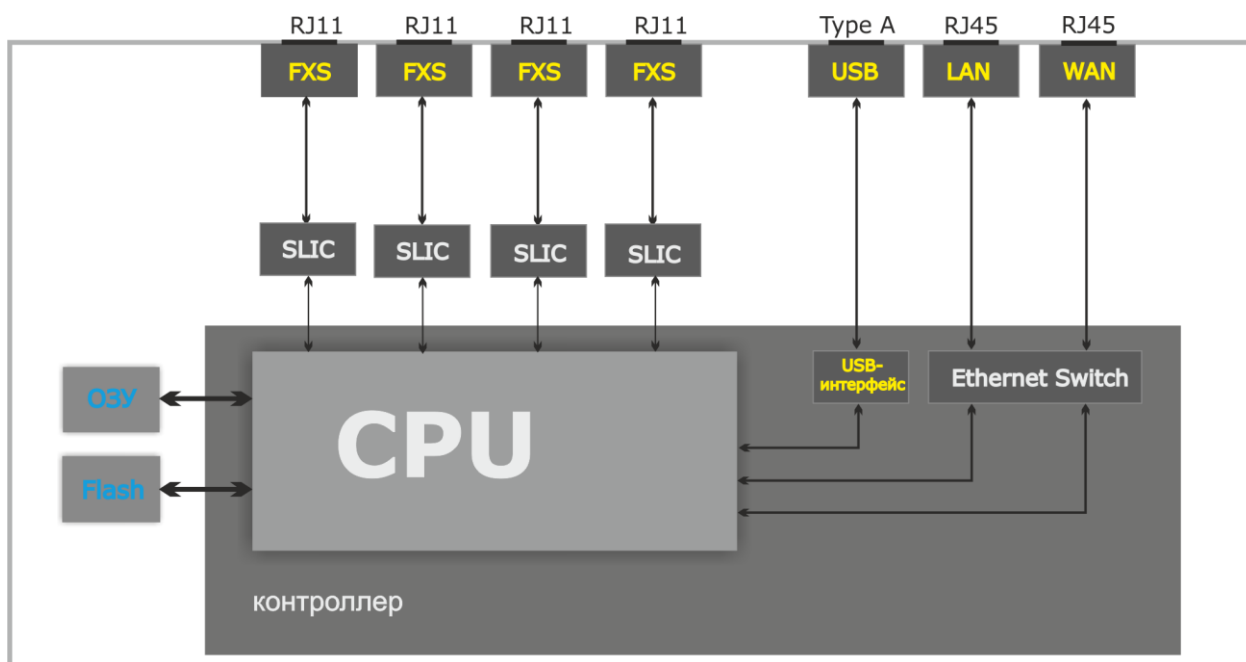 RJ11 RJ11 RJ11 RJ11 Type A RJ45 RJ45
FXS FXS FXS FXS USB LAN WAN
SLIC SLIC SLIC SLIC
USB-
интерфейс
Ethernet Switch
ОЗУ
CPU
Flash
контроллер